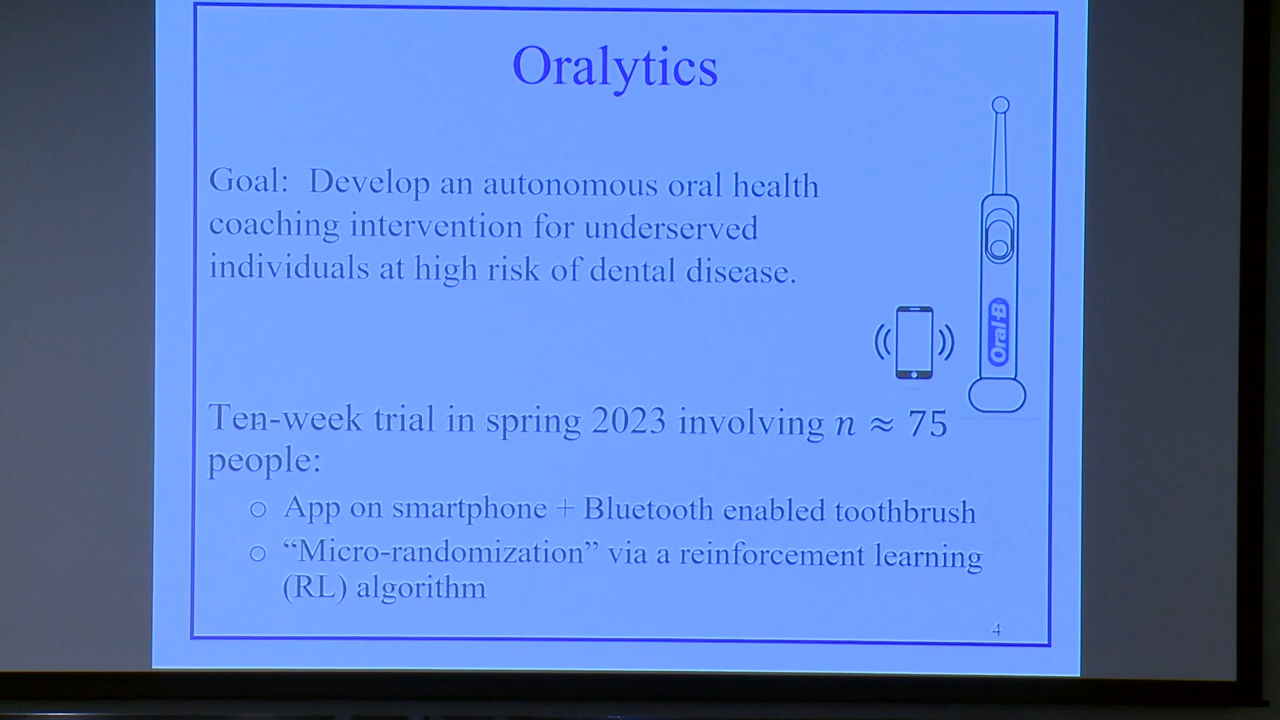 Oralytics
Goal: Develop an autonomous oral health
coaching intervention for underserved
individuals at high risk of dental disease.
Oral-B
Ten-week trial in spring 2023 involving n ≈ 75
people:
○ App on smartphone + Bluetooth enabled toothbrush
○ “Micro-randomization” via a reinforcement learning
(RL) algorithm
4